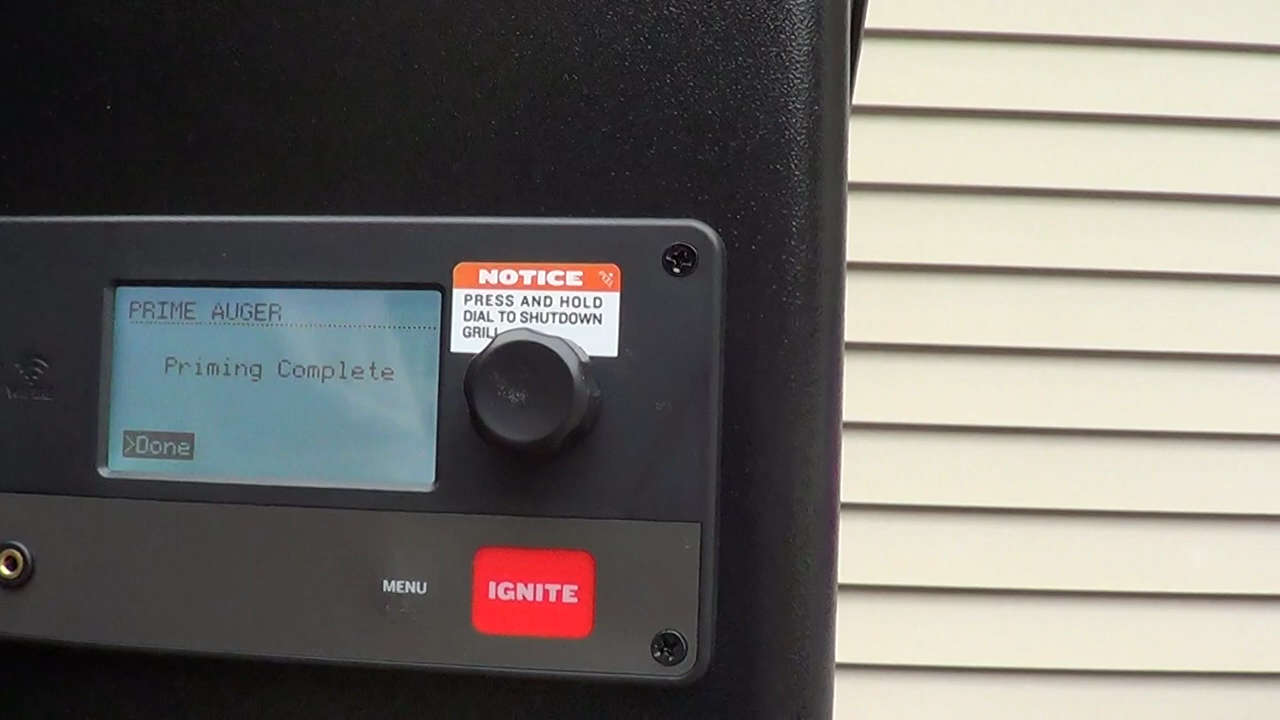 PRIME AUGER
Priming Complete
>Done
NOTICE
PRESS AND HOLD
DIAL TO SHUTDOWN
GRILL
MENU
IGNITE